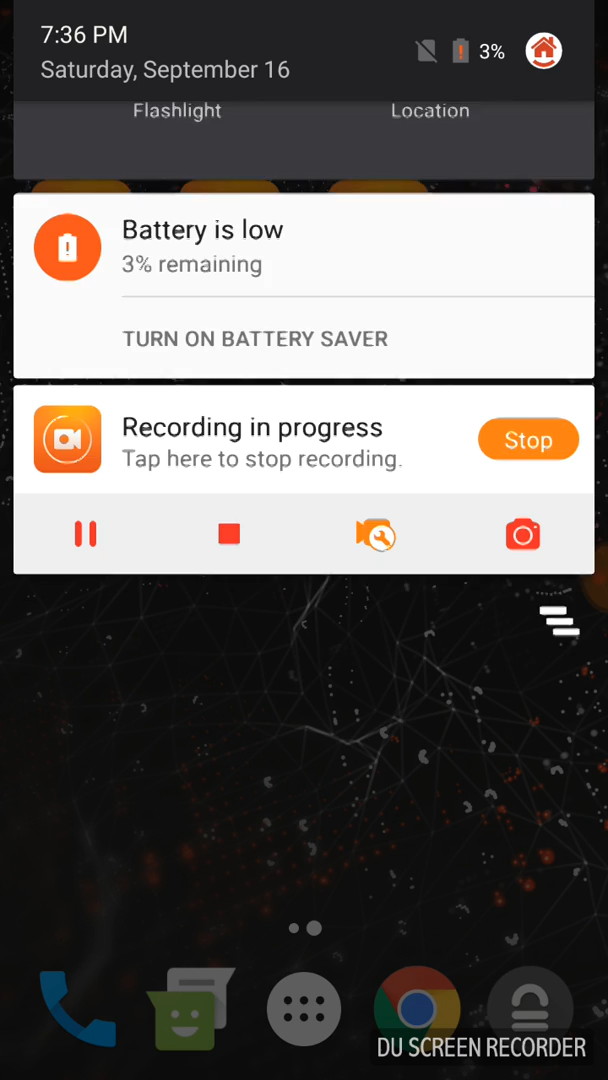 7:36 PM
3%
Saturday, September 16
Flashlight Location
Battery is low
3% remaining
TURN ON BATTERY SAVER
Recording in progress
Tap here to stop recording.
Stop
DU SCREEN RECORDER